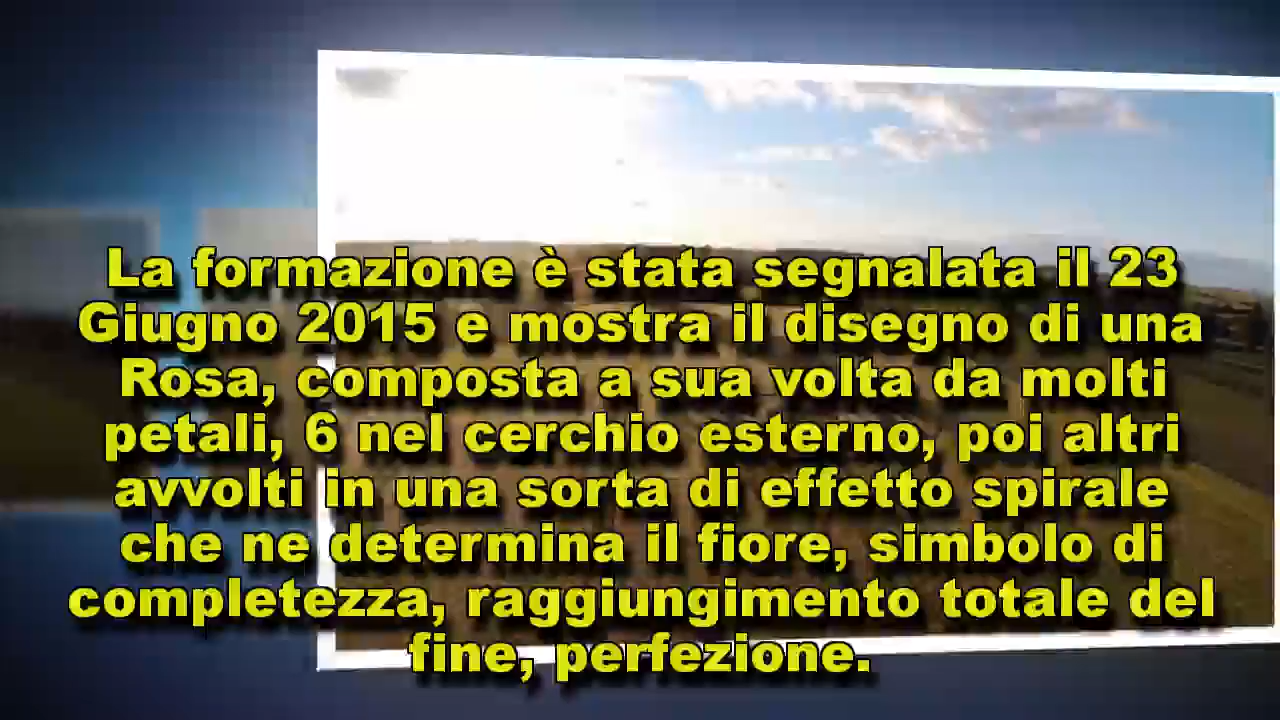 La formazione è stata segnalata il 23
Giugno 2015 e mostra il disegno di una
Rosa, composta a sua volta da molti
petali, 6 nel cerchio esterno, poi altri
avvolti in una sorta di effetto spirale
che ne determina il fiore, simbolo di
completezza, raggiungimento totale del
fine, perfezione.